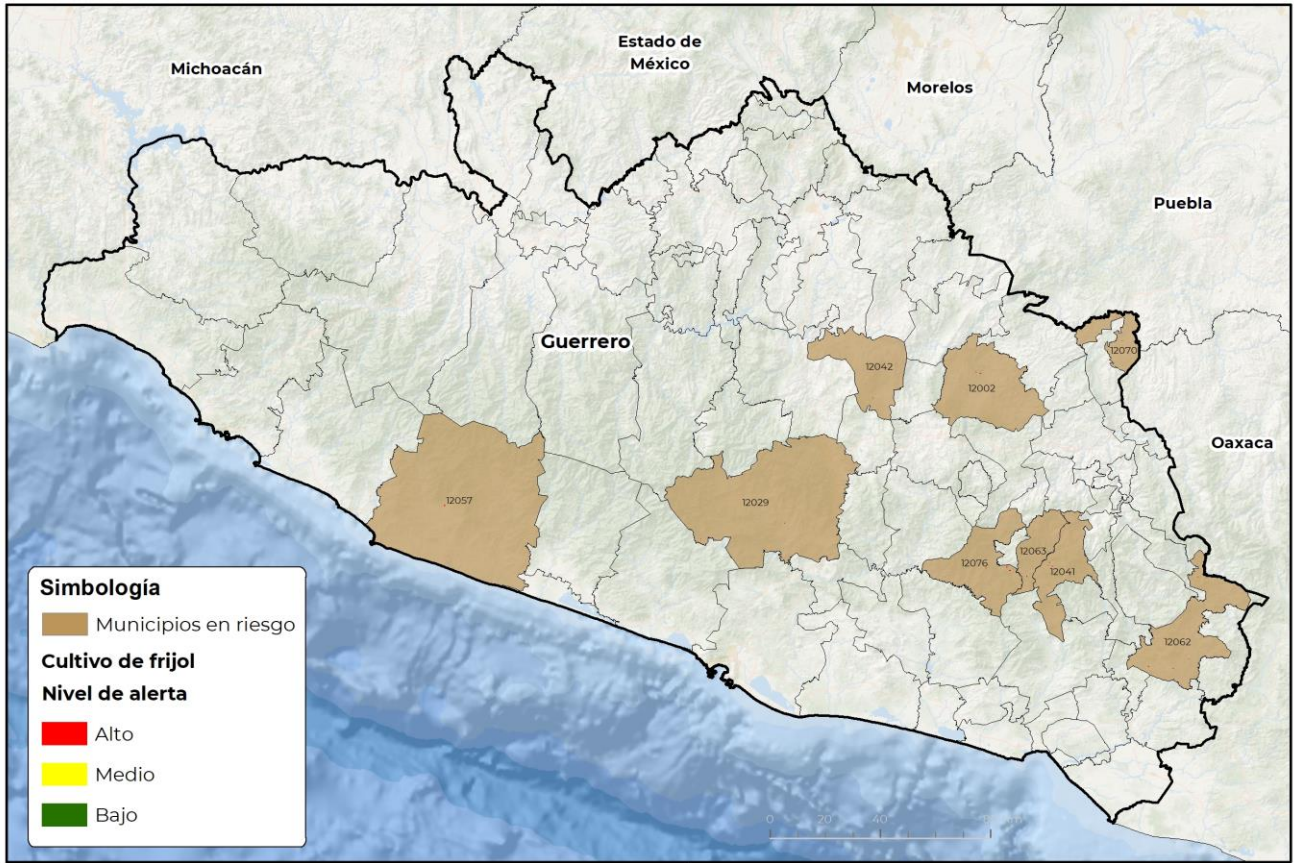 Estado de
México
Michoacán
Morelos
Puebla
Guerrero
12070
12042
12002
Oaxaca
12057
12029
12063
12076
12041
12062
Simbología
Municipios en riesgo
Cultivo de frijol
Nivel de alerta
Alto
Medio
Bajo
0
40